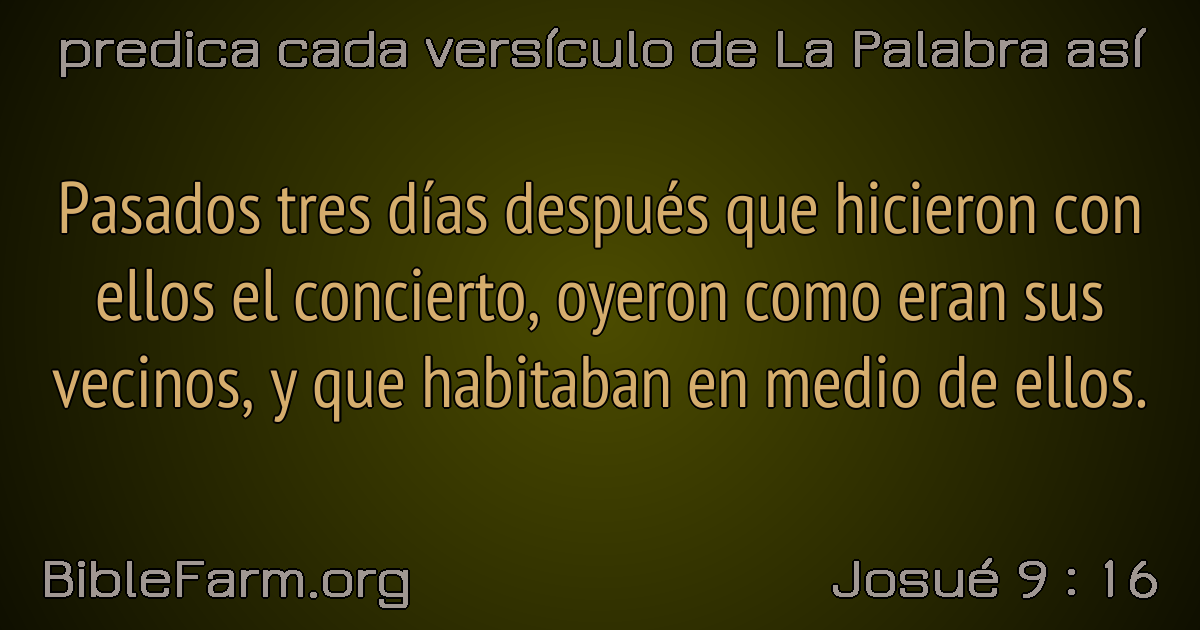 predica cada versículo de La Palabra así
Pasados tres días después que hicieron con
ellos el concierto, oyeron como eran sus
vecinos, y que habitaban en medio de ellos.
BibleFarm.org
Josué 9 : 16